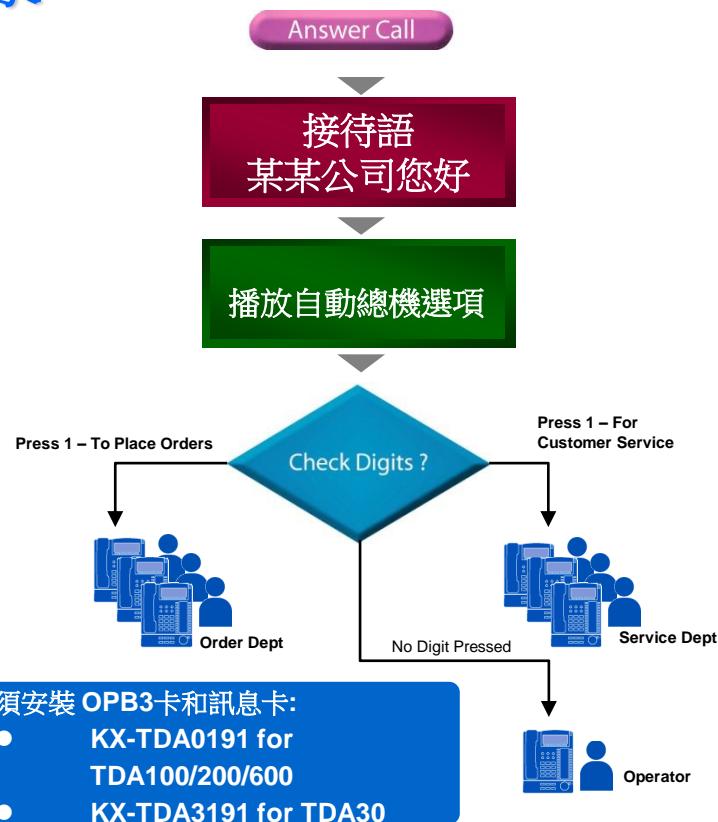 Answer Call
接待語
某某公司您好
播放自動總機選項
Check Digits ?
Press 1 – To Place Orders
Press 1 – For
Customer Service
Order Dept
Service Dept
No Digit Pressed
Operator
須安裝 OPB3卡和訊息卡:
● KX-TDA0191 for
TDA100/200/600
● KX-TDA3191 for TDA30